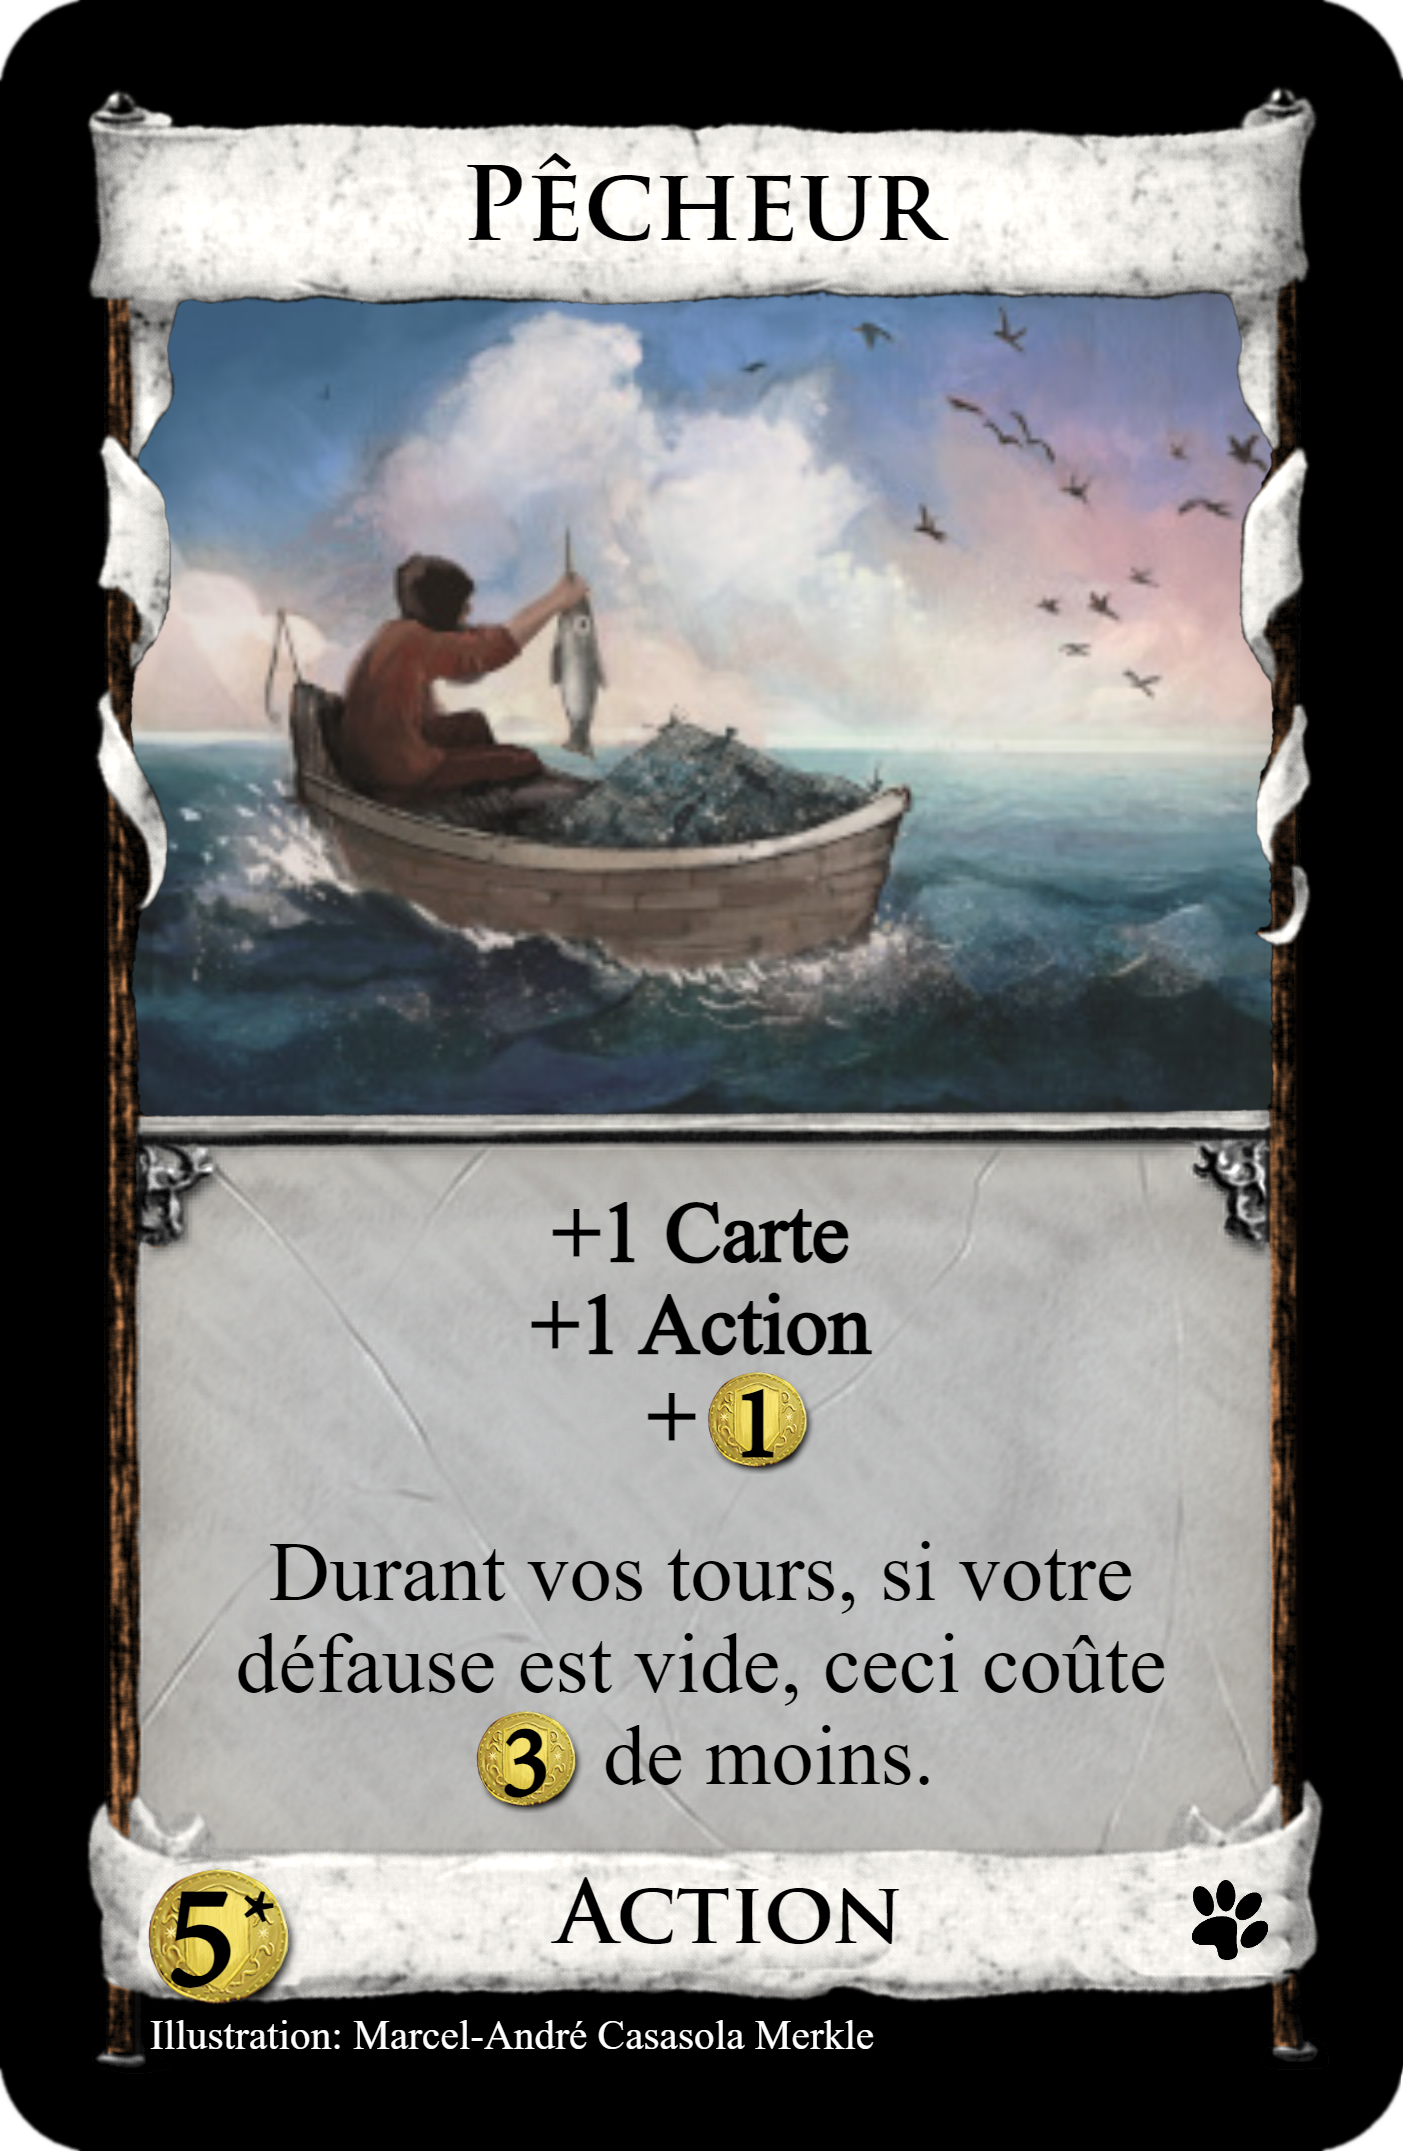 Pêcheur
+1 Carte
+1 Action
+ 1
Durant vos tours, si votre
défause est vide, ceci coûte
3 de moins.
5* Action
Illustration: Marcel-André Casasola Merkle